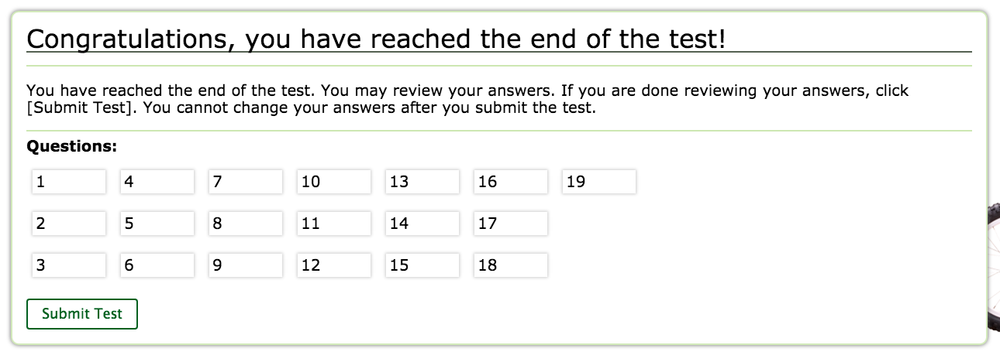 Congratulations, you have reached the end of the test!
You have reached the end of the test. You may review your answers. If you are done reviewing your answers, click
[Submit Test]. You cannot change your answers after you submit the test.
Questions:
1 4 7 10 13 16 19
2 5 8 11 14 17
3 6 9 12 15 18
Submit Test